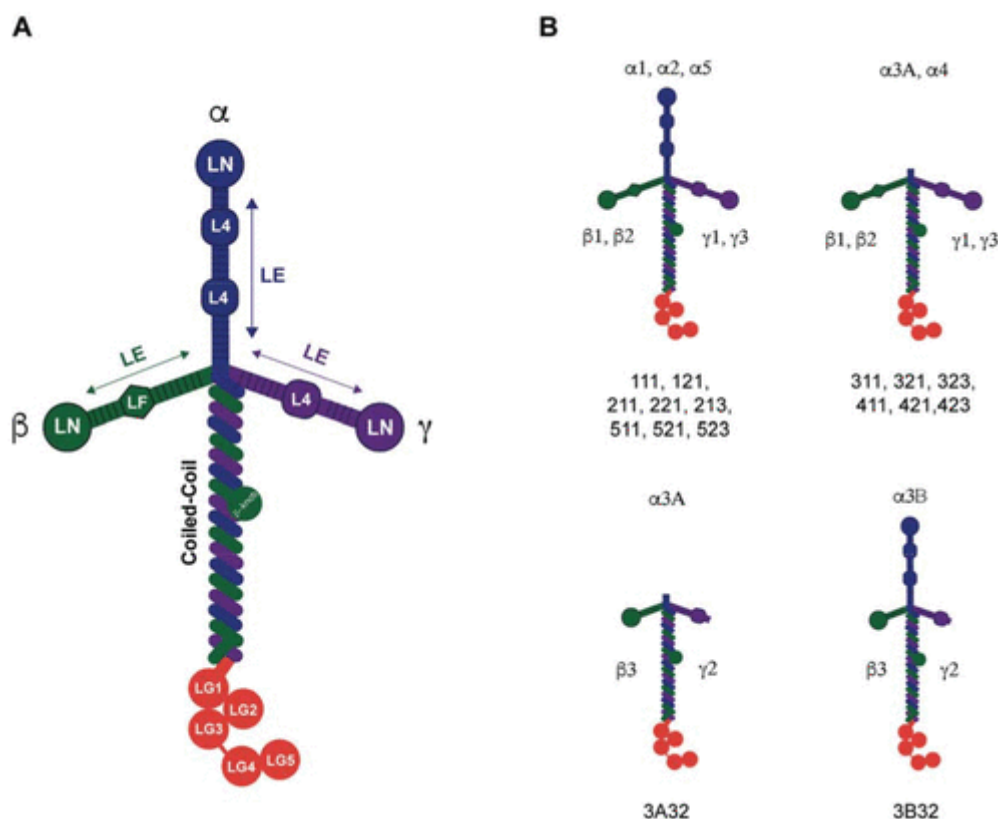 A
α
LN
L4
L4
LE
LE
LE
β
LN
LF
L4
LN
γ
Coiled-Coil
β-knob
LG1
LG2
LG3
LG4
LG5
B
α1, α2, α5
β1, β2
γ1, γ3
111, 121,
211, 221, 213,
511, 521, 523
α3A, α4
β1, β2
γ1, γ3
311, 321, 323,
411, 421,423
α3A
β3
γ2
3A32
α3B
β3
γ2
3B32